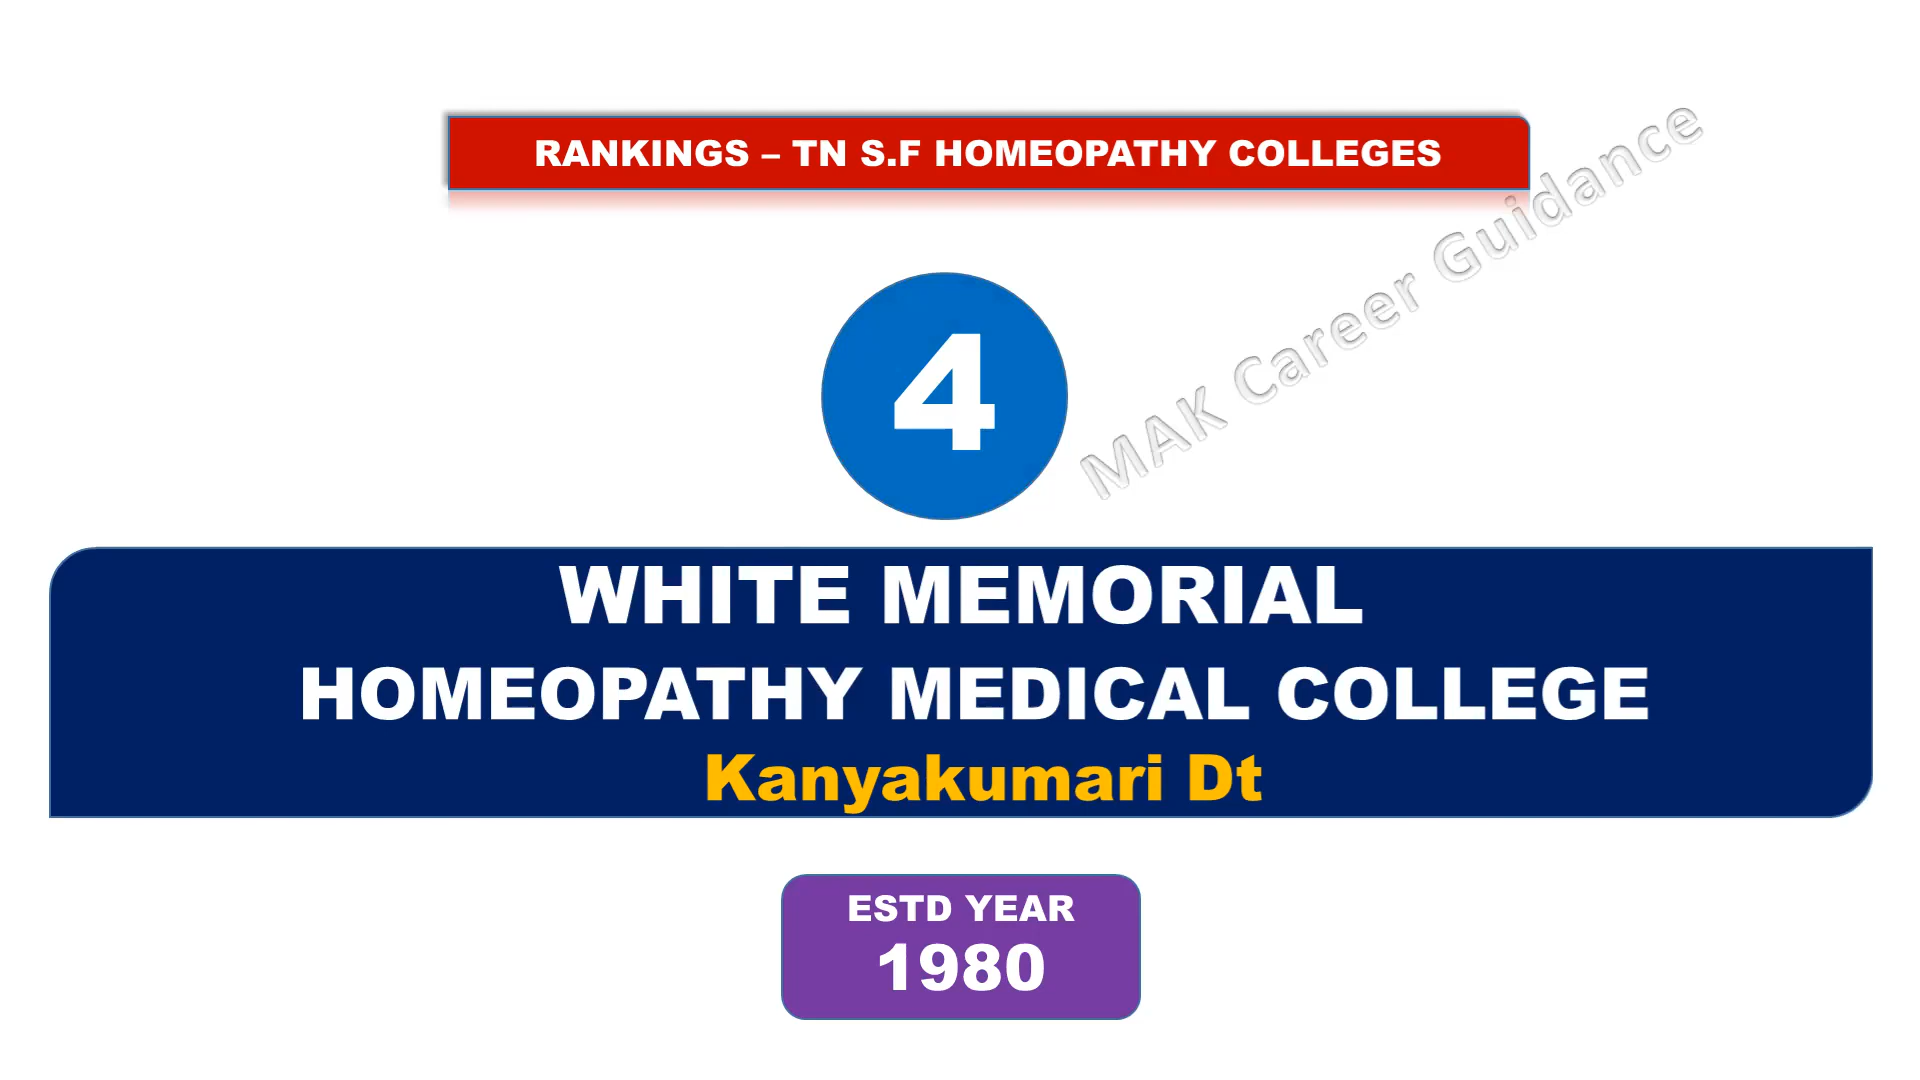 RANKINGS – TN S.F HOMEOPATHY COLLEGES
MAK Career Guidance
4
WHITE MEMORIAL
HOMEOPATHY MEDICAL COLLEGE
Kanyakumari Dt
ESTD YEAR
1980